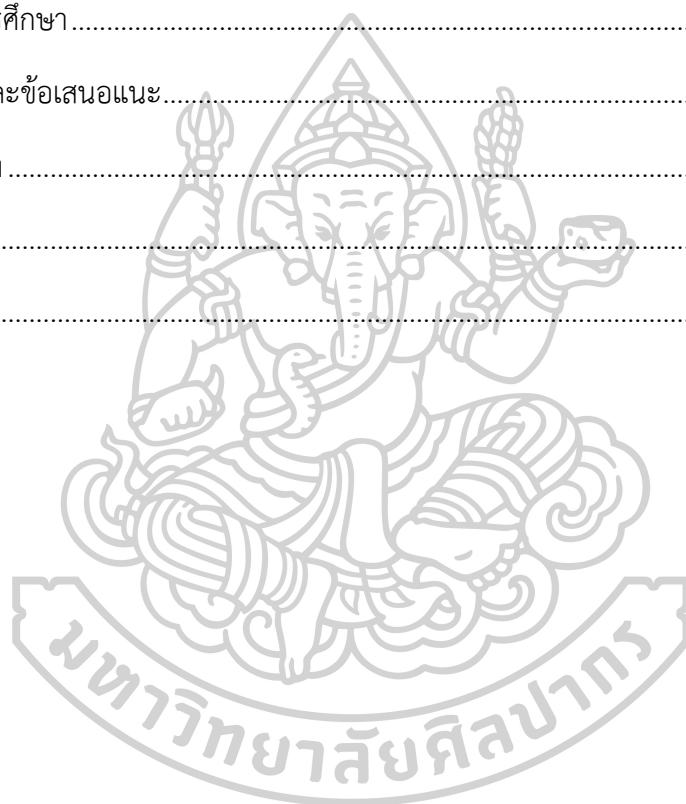 ศึกษา........................................................................................................
ะข้อเสนอแนะ........................................................................................
................................................................................................................
................................................................................................................
................................................................................................................
มหาวิทยาลัยศิลปากร